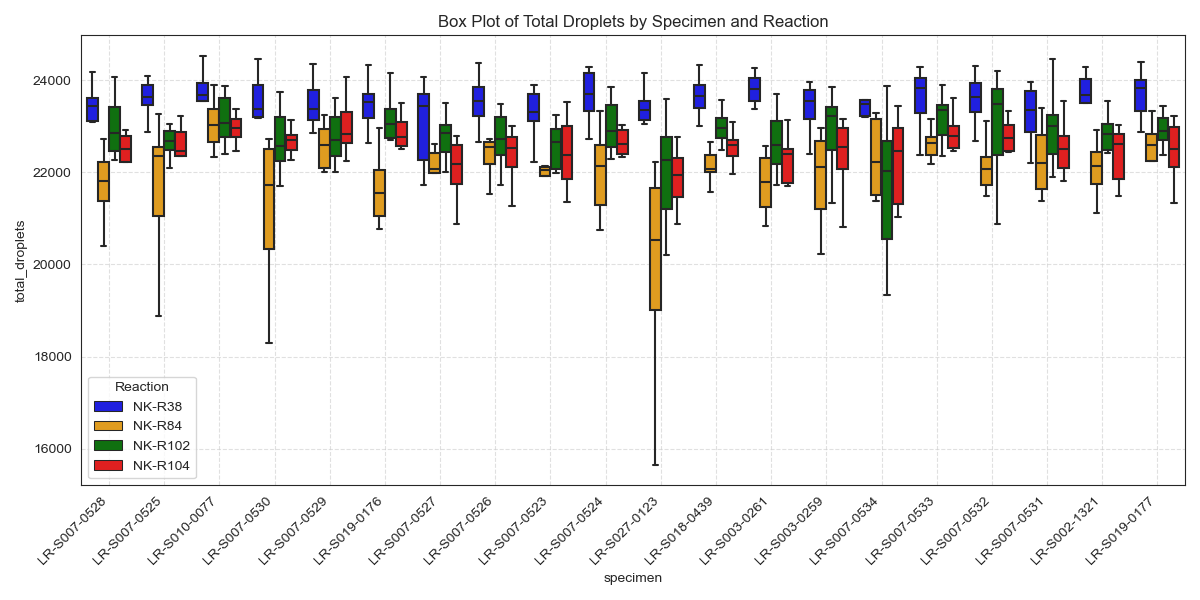 Box Plot of Total Droplets by Specimen and Reaction
total_droplets
24000
22000
20000
18000
16000
Reaction
NK-R38
NK-R84
NK-R102
NK-R104
LR-S007-0528
LR-S007-0525
LR-S010-0077
LR-S007-0530
LR-S007-0529
LR-S019-0176
LR-S007-0527
LR-S007-0526
LR-S007-0523
LR-S007-0524
LR-S027-0123
LR-S018-0439
LR-S003-0261
LR-S003-0259
LR-S007-0534
LR-S007-0533
LR-S007-0532
LR-S007-0531
LR-S002-1321
LR-S019-0177
specimen